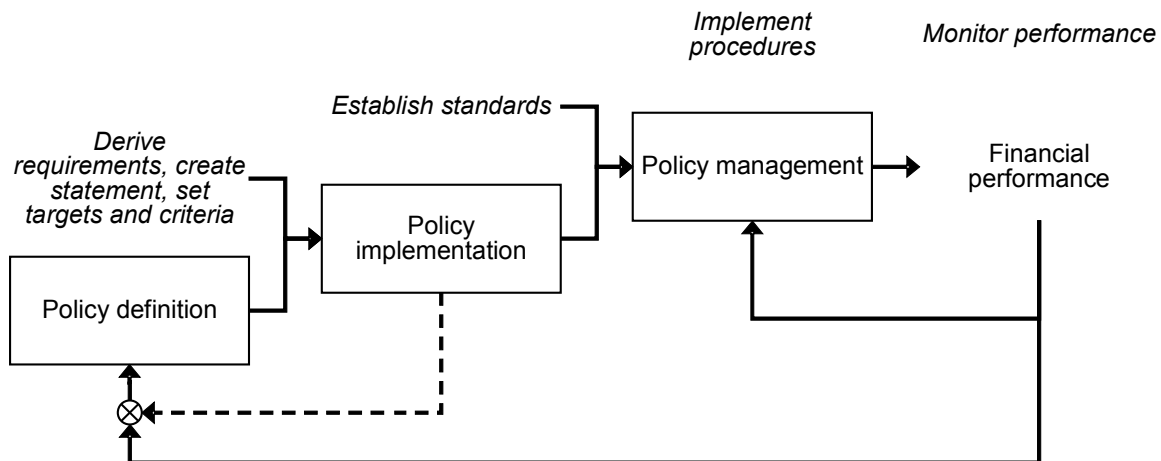 Implement
procedures
Monitor performance
Establish standards
Derive
requirements, create
statement, set
targets and criteria
Policy management
Financial
performance
Policy
implementation
Policy definition